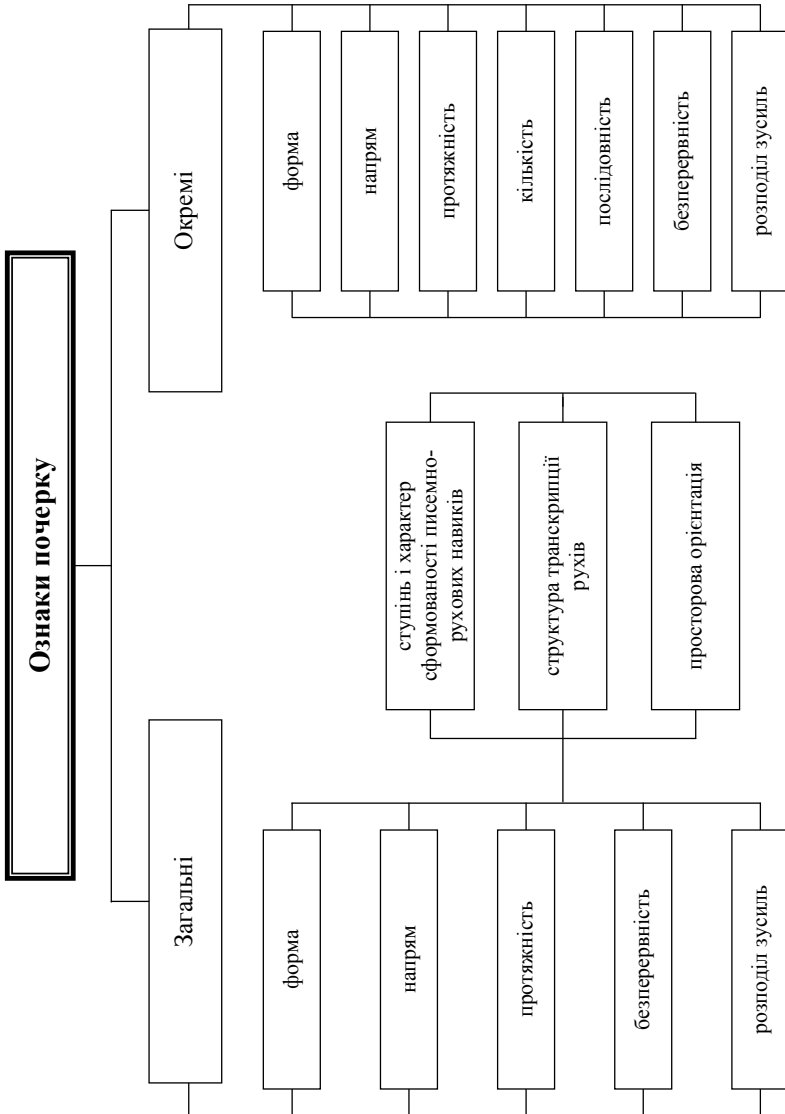 Ознаки почерку
Загальні
Окремі
форма
напрям
протяжність
безперервність
розподіл зусиль
ступінь і характер
сформованості писемно-
рухових навиків
структура транскрипції
рухів
просторова орієнтація
форма
напрям
протяжність
кількість
послідовність
безперервність
розподіл зусиль